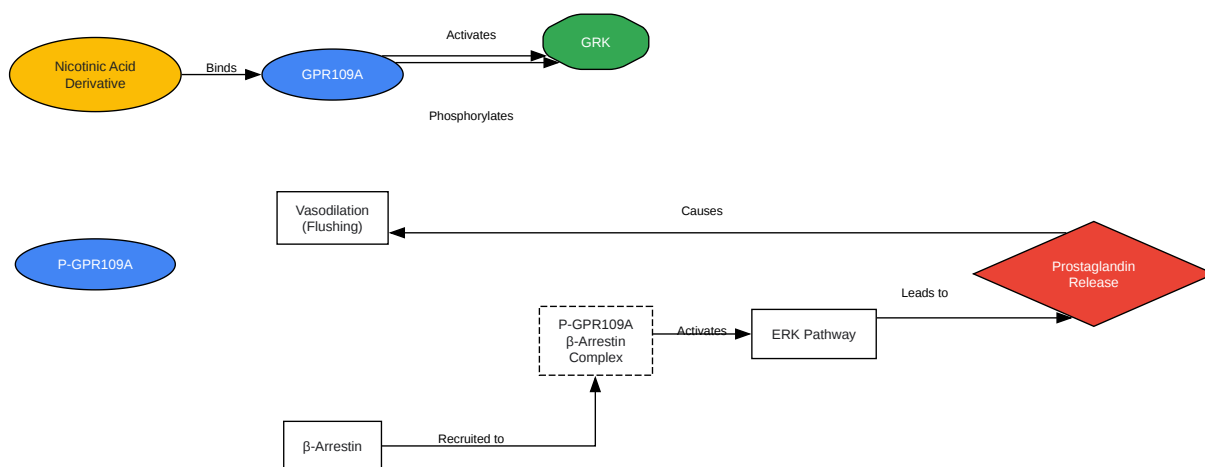 Activates
GRK
Nicotinic Acid
Derivative
Binds
GPR109A
Phosphorylates
Vasodilation
(Flushing)
Causes
P-GPR109A
Prostaglandin
Release
Leads to
P-GPR109A
β-Arrestin
Complex
Activates
ERK Pathway
β-Arrestin
Recruited to